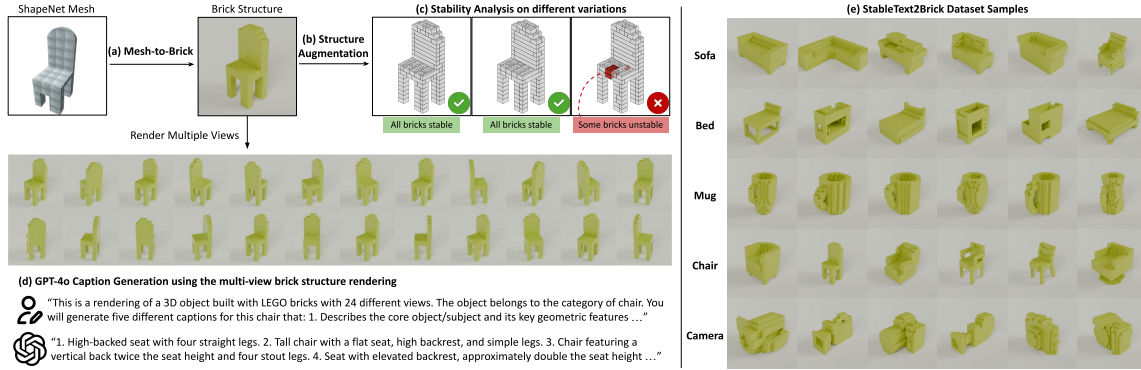 ShapeNet Mesh
Brick Structure
(c) Stability Analysis on different variations
(a) Mesh-to-Brick
(b) Structure
Augmentation
All bricks stable
All bricks stable
Some bricks unstable
Render Multiple Views
(d) GPT-4o Caption Generation using the multi-view brick structure rendering
“This is a rendering of a 3D object built with LEGO bricks with 24 different views. The object belongs to the category of chair. You
will generate five different captions for this chair that: 1. Describes the core object/subject and its key geometric features …”
“1. High-backed seat with four straight legs. 2. Tall chair with a flat seat, high backrest, and simple legs. 3. Chair featuring a
vertical back twice the seat height and four stout legs. 4. Seat with elevated backrest, approximately double the seat height …”
(e) StableText2Brick Dataset Samples
Sofa
Bed
Mug
Chair
Camera